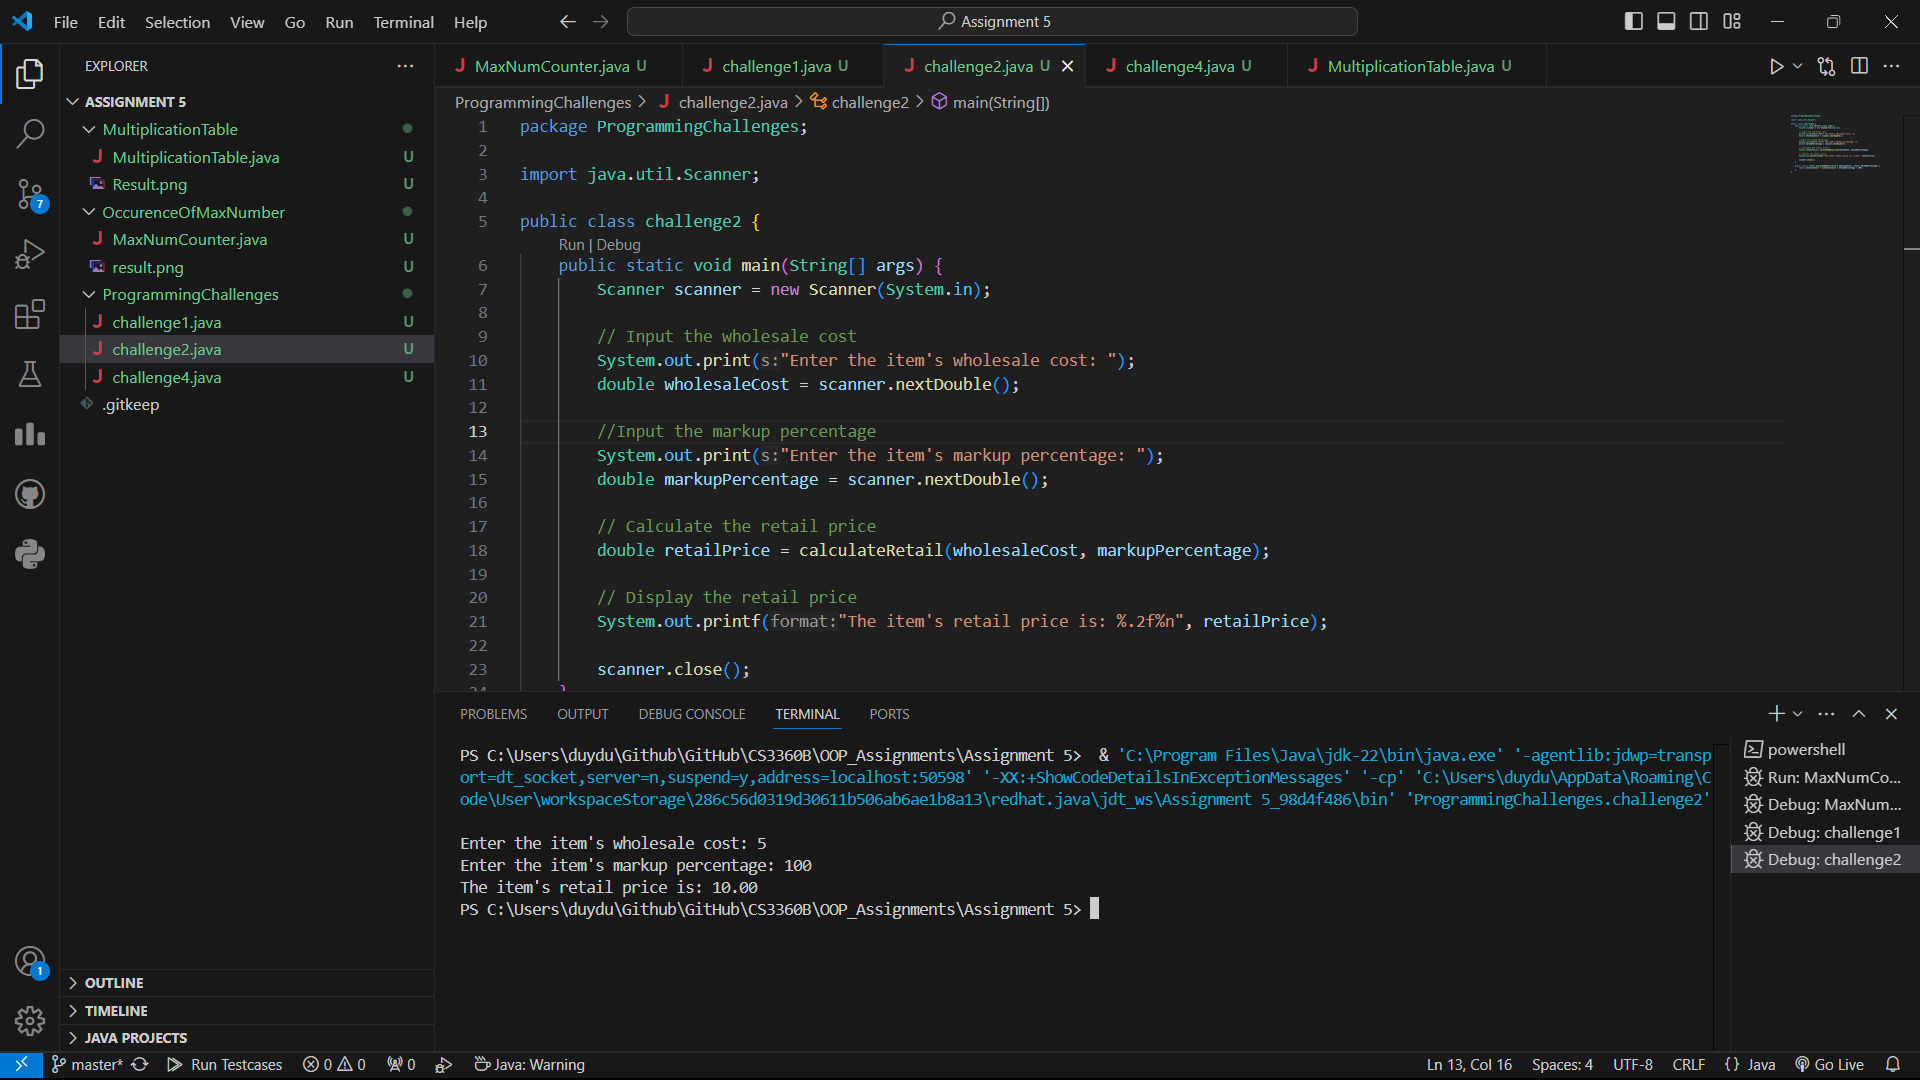 File Edit Selection View Go Run Terminal Help
Assignment 5
EXPLORER
ASSIGNMENT 5
MultiplicationTable
MultiplicationTable.java U
Result.png U
OccurenceOfMaxNumber
MaxNumCounter.java U
result.png U
ProgrammingChallenges
challenge1.java U
challenge2.java U
challenge4.java U
.gitkeep
OUTLINE
TIMELINE
JAVA PROJECTS
7
1
MaxNumCounter.java U challenge1.java U challenge2.java U challenge4.java U MultiplicationTable.java U
ProgrammingChallenges > challenge2.java > challenge2 > main(String[])
1 package ProgrammingChallenges;
2
3 import java.util.Scanner;
4
5 public class challenge2 {
Run | Debug
6 public static void main(String[] args) {
7 Scanner scanner = new Scanner(System.in);
8
9 // Input the wholesale cost
10 System.out.print(s:"Enter the item's wholesale cost: ");
11 double wholesaleCost = scanner.nextDouble();
12
13 //Input the markup percentage
14 System.out.print(s:"Enter the item's markup percentage: ");
15 double markupPercentage = scanner.nextDouble();
16
17 // Calculate the retail price
18 double retailPrice = calculateRetail(wholesaleCost, markupPercentage);
19
20 // Display the retail price
21 System.out.printf(format:"The item's retail price is: %.2f%n", retailPrice);
22
23 scanner.close();
24 }
PROBLEMS OUTPUT DEBUG CONSOLE TERMINAL PORTS
PS C:\Users\duydu\Github\GitHub\CS3360B\OOP_Assignments\Assignment 5> & 'C:\Program Files\Java\jdk-22\bin\java.exe' '-agentlib:jdwp=transp
ort=dt_socket,server=n,suspend=y,address=localhost:50598' '-XX:+ShowCodeDetailsInExceptionMessages' '-cp' 'C:\Users\duydu\AppData\Roaming\C
ode\User\workspaceStorage\286c56d0319d30611b506ab6ae1b8a13\redhat.java\jdt_ws\Assignment 5_98d4f486\bin' 'ProgrammingChallenges.challenge2'
Enter the item's wholesale cost: 5
Enter the item's markup percentage: 100
The item's retail price is: 10.00
PS C:\Users\duydu\Github\GitHub\CS3360B\OOP_Assignments\Assignment 5>
powershell
Run: MaxNumCo...
Debug: MaxNum...
Debug: challenge1
Debug: challenge2
master* Run Testcases 0 0 0 Java: Warning Ln 13, Col 16 Spaces: 4 UTF-8 CRLF {} Java Go Live